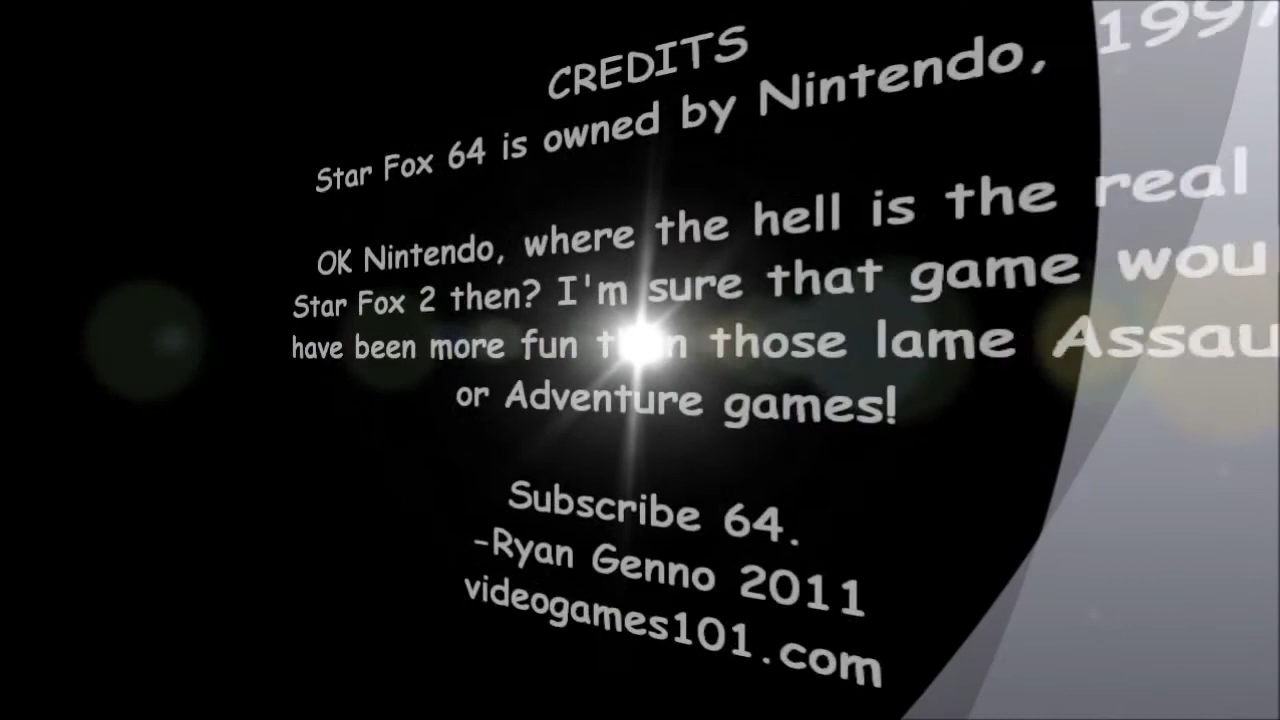 CREDITS
Star Fox 64 is owned by Nintendo, 1997
OK Nintendo, where the hell is the real
Star Fox 2 then? I'm sure that game wou
have been more fun than those lame Assau
or Adventure games!
Subscribe 64.
-Ryan Genno 2011
videogames101.com